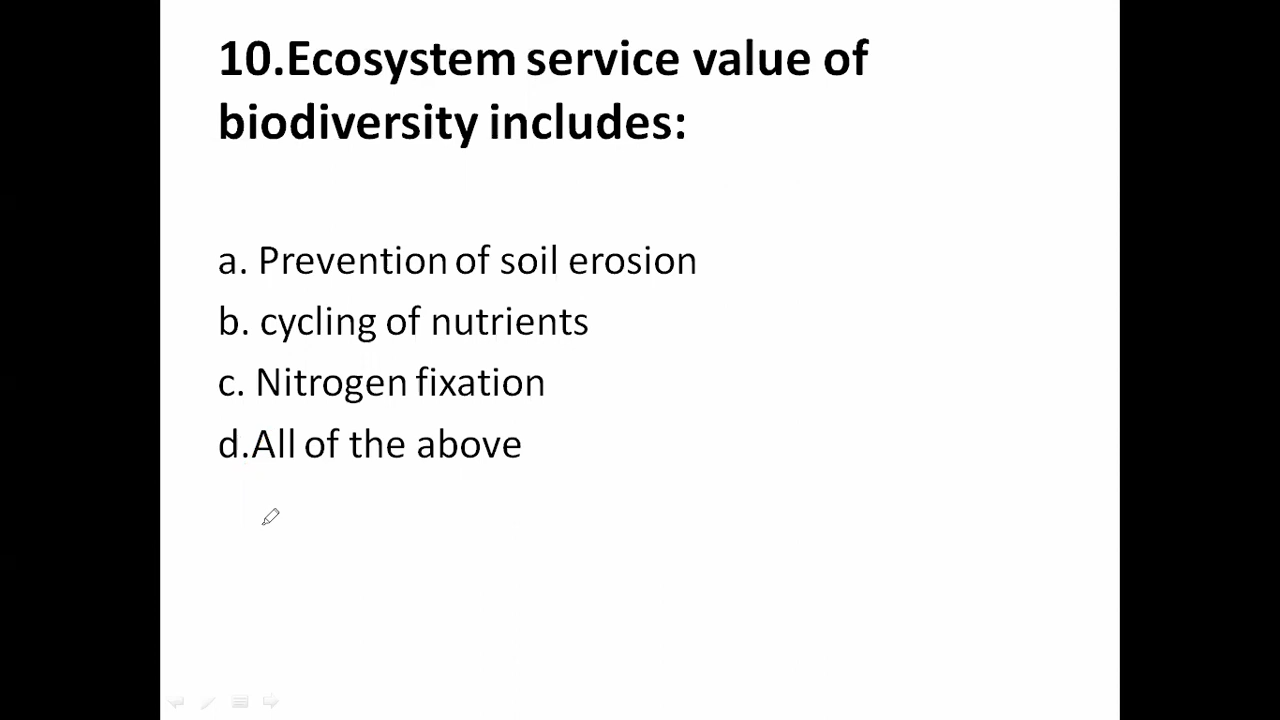 10.Ecosystem service value of
biodiversity includes:
a. Prevention of soil erosion
b. cycling of nutrients
c. Nitrogen fixation
d.All of the above